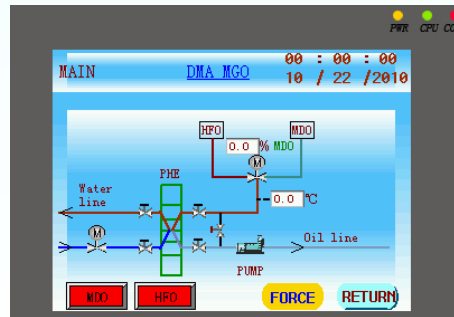 PWR CPU CO
MAIN
DMA MGO
00 : 00 : 00
10 / 22 /2010
HFO
MDO
0.0 % MDO
M
PHE
0.0 ℃
Water
line
M
Oil line
PUMP
MDO
HFO
FORCE
RETURN